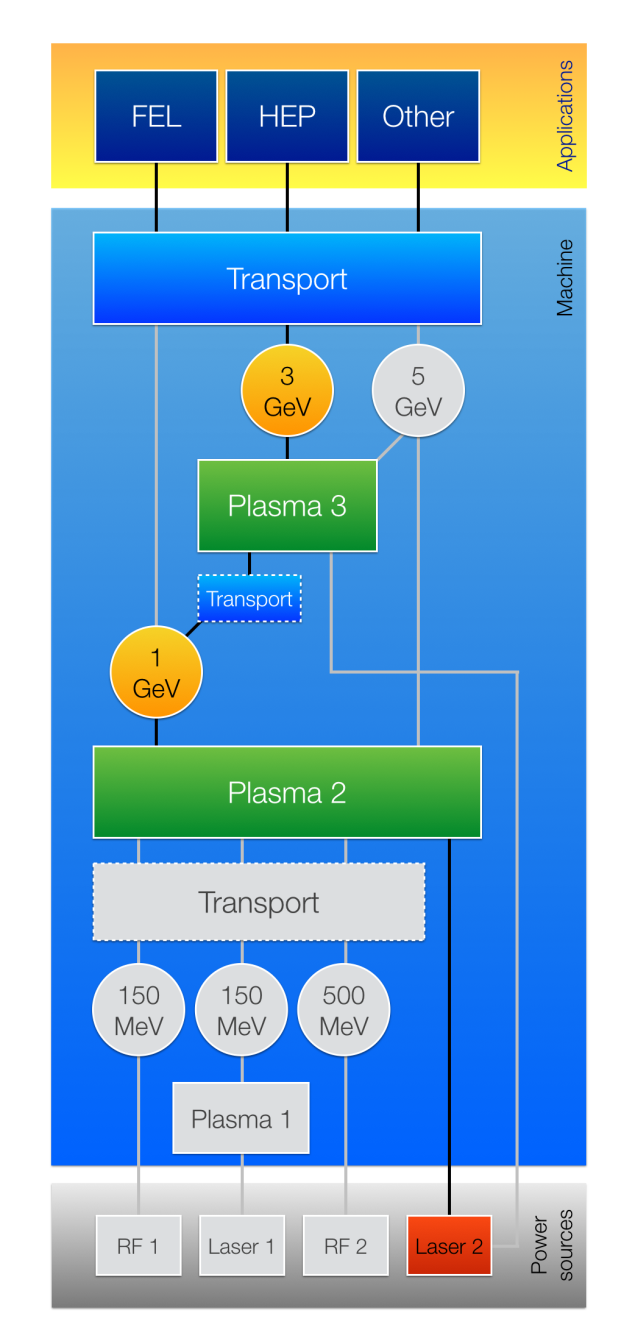 Applications
FEL
HEP
Other
Machine
Transport
3
GeV
5
GeV
Plasma 3
Transport
1
GeV
Plasma 2
Transport
150
MeV
150
MeV
500
MeV
Plasma 1
Power
sources
RF 1
Laser 1
RF 2
Laser 2